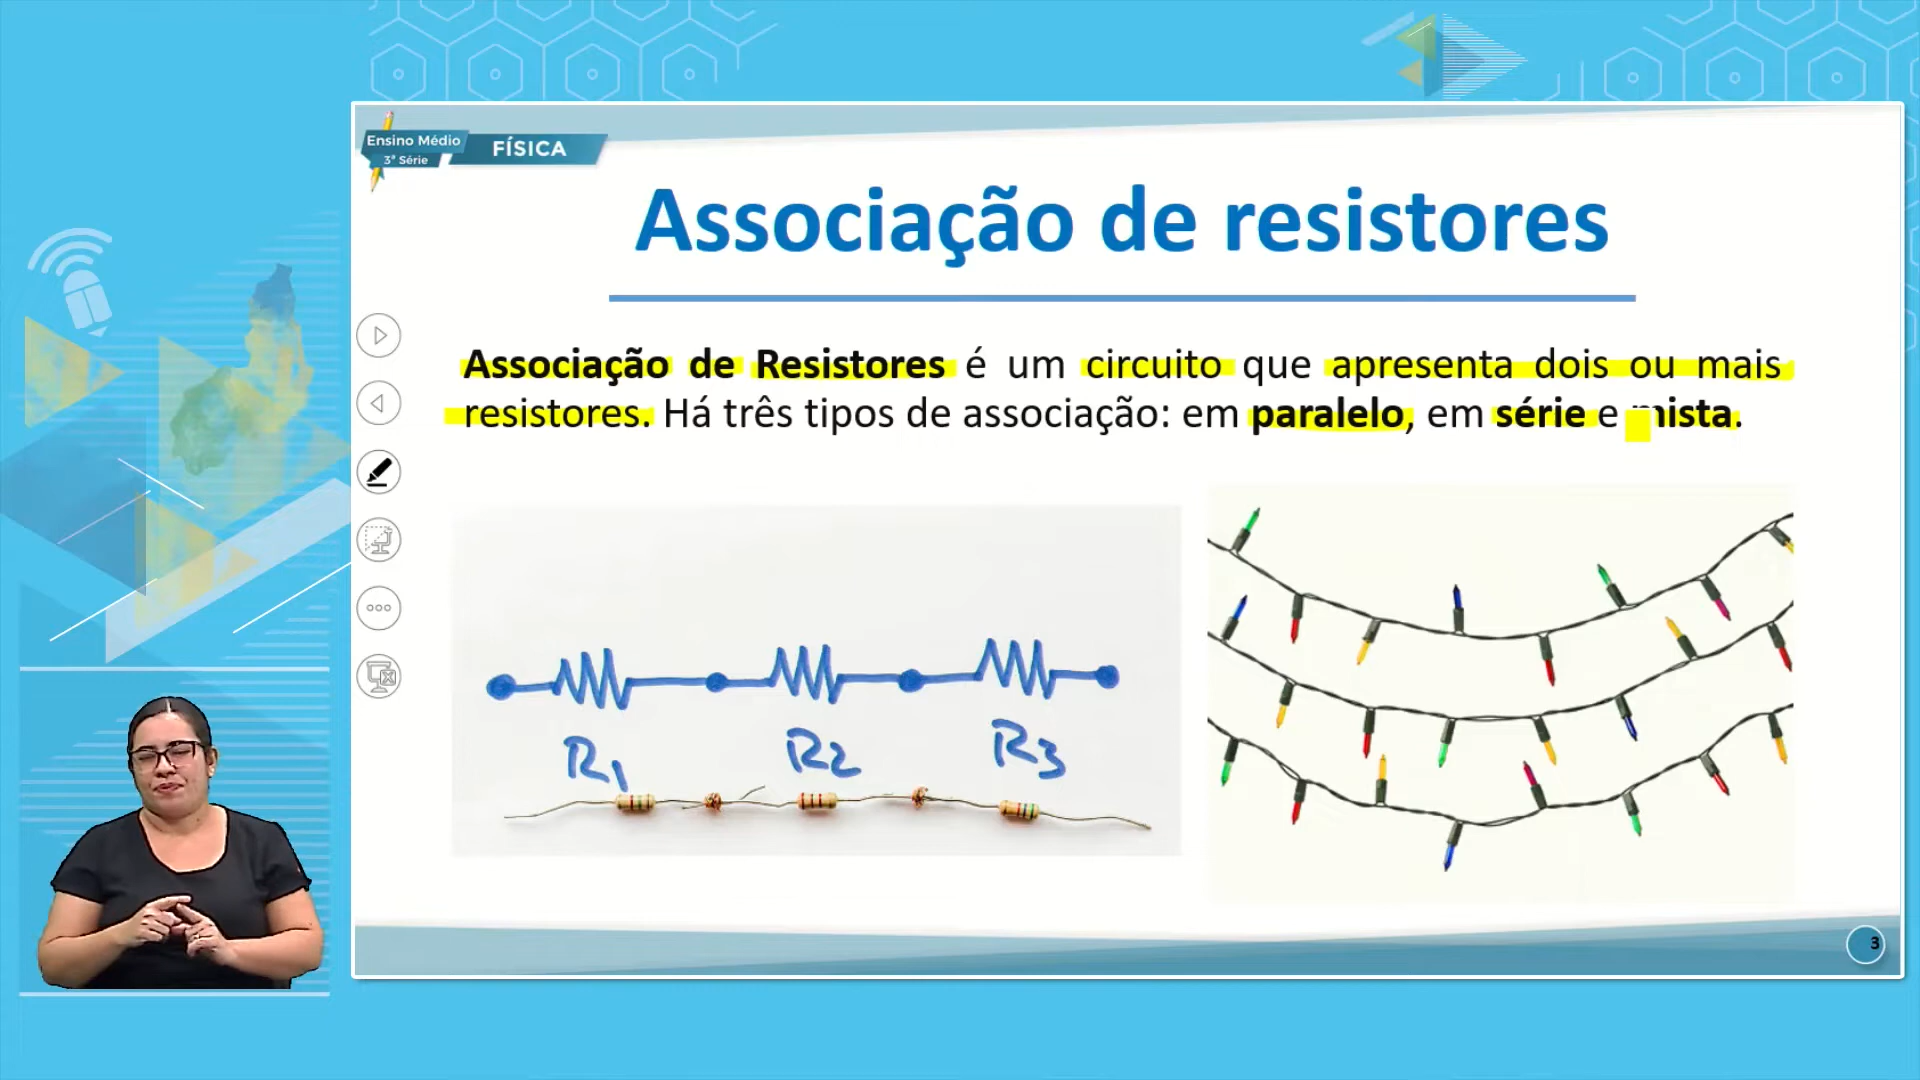 Ensino Médio
3ª Série
FÍSICA
Associação de resistores
Associação de Resistores é um circuito que apresenta dois ou mais
resistores. Há três tipos de associação: em paralelo, em série e mista.
R1 R2 R3
3